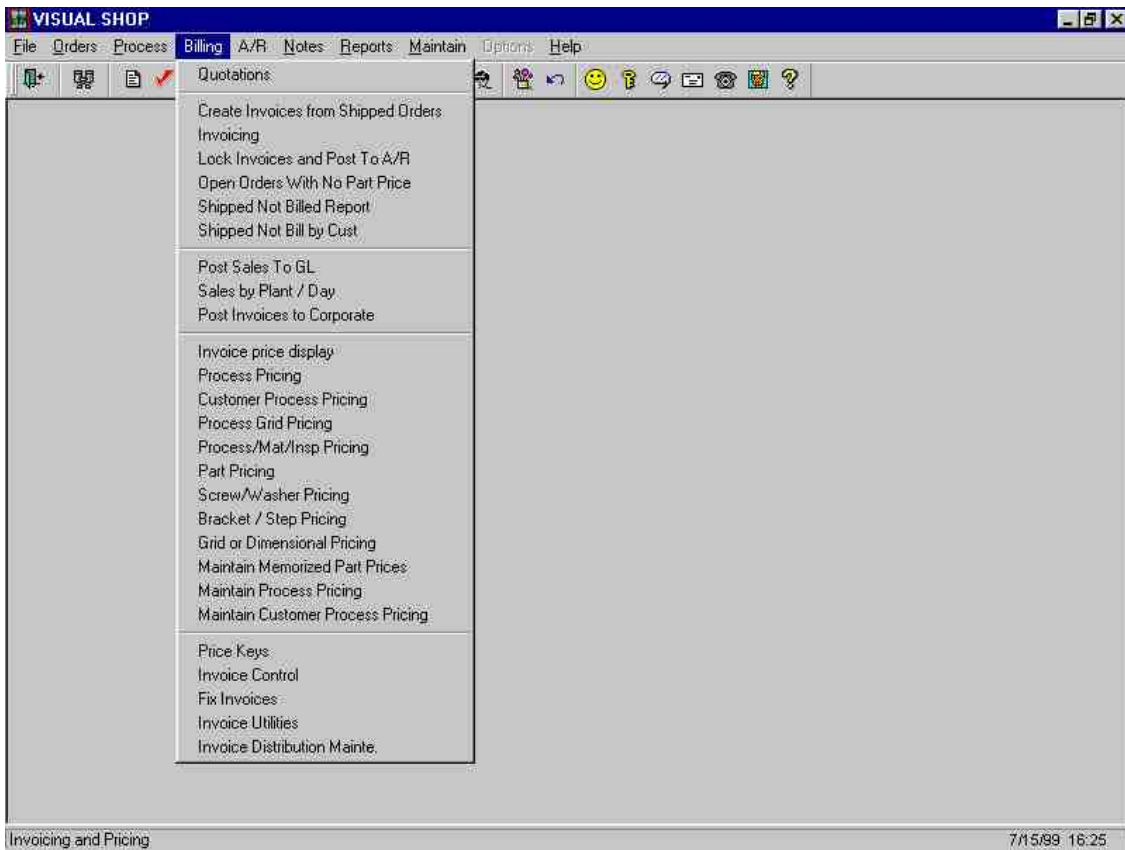 VISUAL SHOP
File Orders Process Billing A/R Notes Reports Maintain Options Help
Quotations
Create Invoices from Shipped Orders
Invoicing
Lock Invoices and Post To A/R
Open Orders With No Part Price
Shipped Not Billed Report
Shipped Not Bill by Cust
Post Sales To GL
Sales by Plant / Day
Post Invoices to Corporate
Invoice price display
Process Pricing
Customer Process Pricing
Process Grid Pricing
Process/Mat/Insp Pricing
Part Pricing
Screw/Washer Pricing
Bracket / Step Pricing
Grid or Dimensional Pricing
Maintain Memorized Part Prices
Maintain Process Pricing
Maintain Customer Process Pricing
Price Keys
Invoice Control
Fix Invoices
Invoice Utilities
Invoice Distribution Mainte.
Invoicing and Pricing 7/15/99 16:25